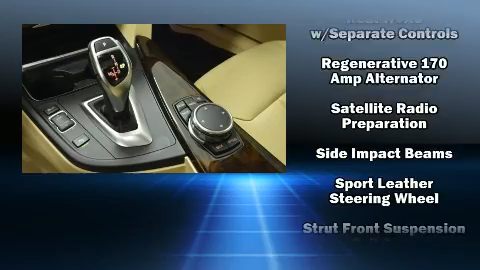 w/Separate Controls
Regenerative 170
Amp Alternator
Satellite Radio
Preparation
Side Impact Beams
Sport Leather
Steering Wheel
Strut Front Suspension